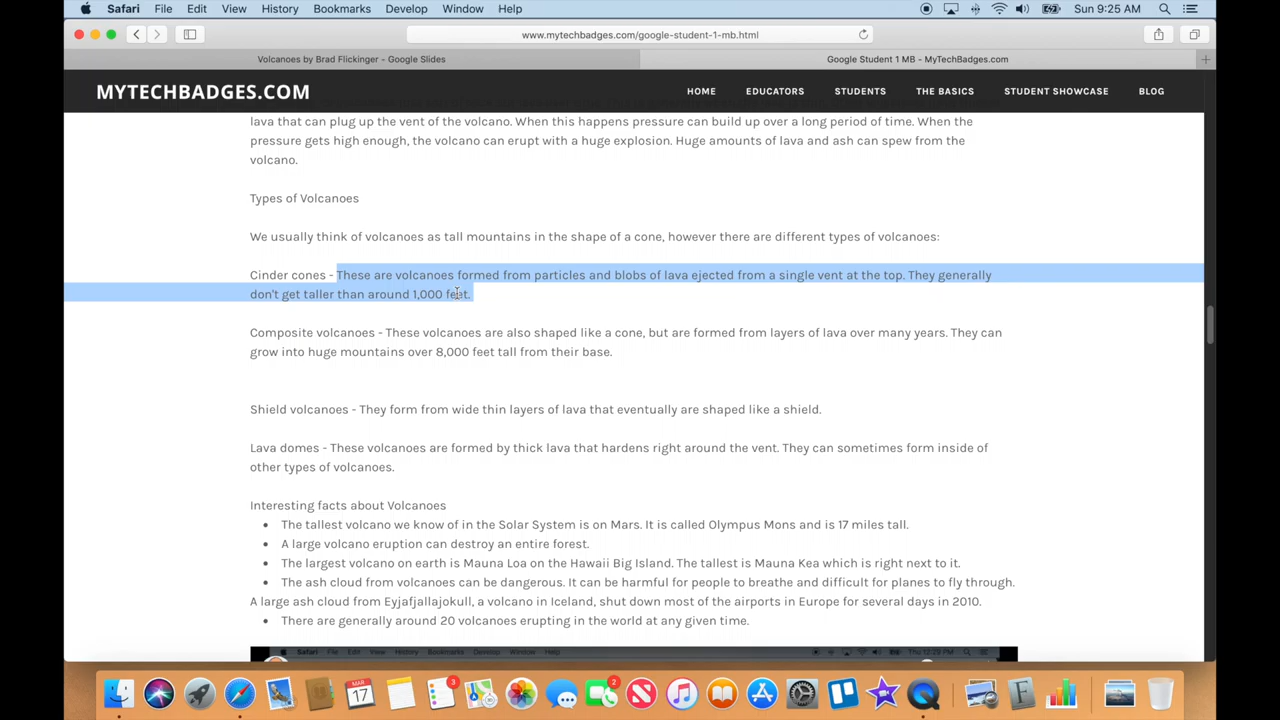 Safari File Edit View History Bookmarks Develop Window Help Sun 9:25 AM
www.mytechbadges.com/google-student-1-mb.html
Volcanoes by Brad Flickinger - Google Slides Google Student 1 MB - MyTechBadges.com
MYTECHBADGES.COM HOME EDUCATORS STUDENTS THE BASICS STUDENT SHOWCASE BLOG
lava that can plug up the vent of the volcano. When this happens pressure can build up over a long period of time. When the
pressure gets high enough, the volcano can erupt with a huge explosion. Huge amounts of lava and ash can spew from the
volcano.
Types of Volcanoes
We usually think of volcanoes as tall mountains in the shape of a cone, however there are different types of volcanoes:
Cinder cones - These are volcanoes formed from particles and blobs of lava ejected from a single vent at the top. They generally
don't get taller than around 1,000 feet.
Composite volcanoes - These volcanoes are also shaped like a cone, but are formed from layers of lava over many years. They can
grow into huge mountains over 8,000 feet tall from their base.
Shield volcanoes - They form from wide thin layers of lava that eventually are shaped like a shield.
Lava domes - These volcanoes are formed by thick lava that hardens right around the vent. They can sometimes form inside of
other types of volcanoes.
Interesting facts about Volcanoes
• The tallest volcano we know of in the Solar System is on Mars. It is called Olympus Mons and is 17 miles tall.
• A large volcano eruption can destroy an entire forest.
• The largest volcano on earth is Mauna Loa on the Hawaii Big Island. The tallest is Mauna Kea which is right next to it.
• The ash cloud from volcanoes can be dangerous. It can be harmful for people to breathe and difficult for planes to fly through.
A large ash cloud from Eyjafjallajokull, a volcano in Iceland, shut down most of the airports in Europe for several days in 2010.
• There are generally around 20 volcanoes erupting in the world at any given time.
Safari File Edit View History Bookmarks Develop Window Help Thu 12:29 PM
MAR 17 3 2